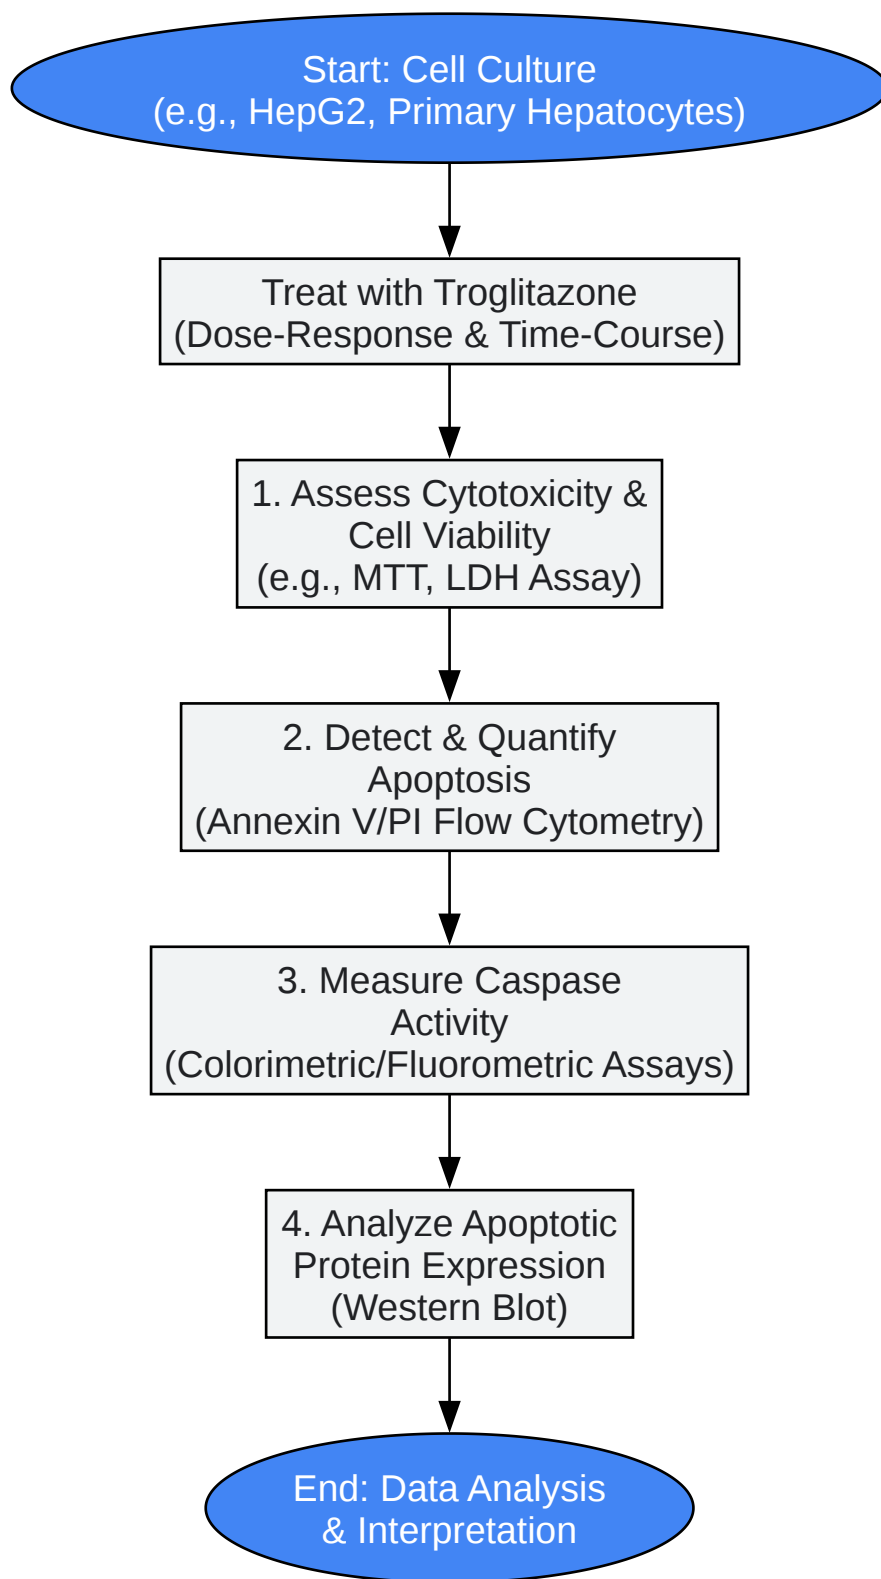 Start: Cell Culture
(e.g., HepG2, Primary Hepatocytes)
Treat with Troglitazone
(Dose-Response & Time-Course)
1. Assess Cytotoxicity &
Cell Viability
(e.g., MTT, LDH Assay)
2. Detect & Quantify
Apoptosis
(Annexin V/PI Flow Cytometry)
3. Measure Caspase
Activity
(Colorimetric/Fluorometric Assays)
4. Analyze Apoptotic
Protein Expression
(Western Blot)
End: Data Analysis
& Interpretation